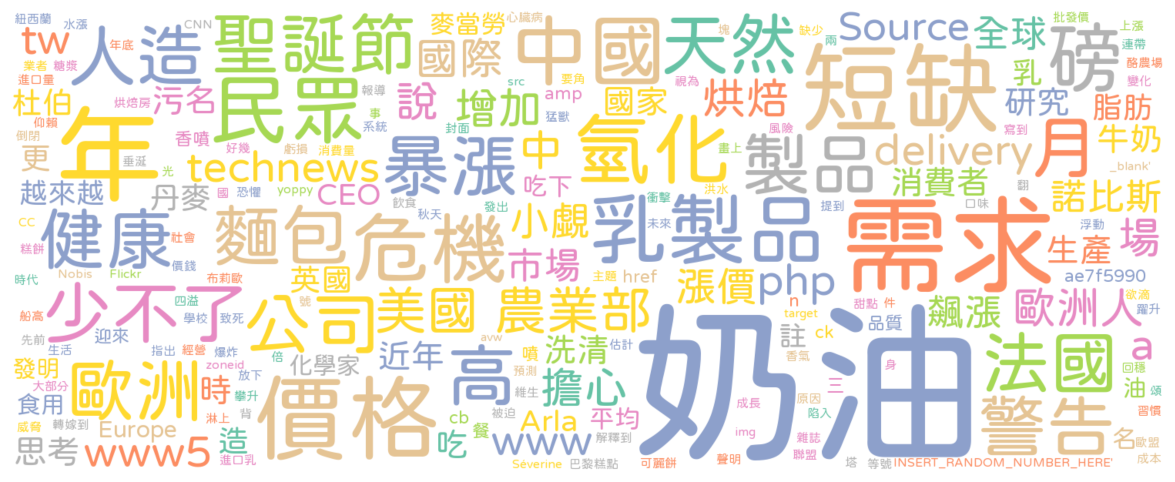 紐西蘭
水漲
CNN
tw
年底
業者
糖漿
進口量
人造
聖誕節
麥當勞
心臟病
國際
中國
天然
塊
缺少
兩
Source
全球
批發價
上漲
連帶
磅
酪農場
變化
杜伯
仰賴
倒閉
烘焙房
污名
民眾
報導
說
事
系統
增加
src
要角
amp
猛獸
封面
國家
視為
烘焙
風險
短缺
乳
研究
寫到
脂肪
牛奶
_blank'
年
更
垂涎
香噴
好幾
虧損
消費量
光
technews
暴漲
中
氫化
畫上
製品
delivery
月
消費者
翻
口味
越來越
丹麥
國
恐懼
yoppy
CEO
飲食
秋天
發出
吃下
衝擊
洪水
未來
提到
諾比斯
浮動
CC
糕餅
健康
社會
價錢
麵包
危機
小覷
乳製品
需求
生產
場
時代
Nobis
Flickr
布莉歐
英國
號
市場
主題
href
漲價
php
n
target
甜點
件
品質
ae7f5990
欲滴
躍升
飆漲
歐洲人
船高
先前
少不了
四溢
學校
致死
迎來
公司
美國
農業部
註
ck
a
生活
指出
經營
爆炸
倍
化學家
近年
avw
高
噴
預測
洗清
估計
奶油
香氣
三
身
法國
回穩
油
頌
發明
大部分
歐洲
時
zoneid
放下
攀升
維生
擔心
成長
原因
陷入
警告
習慣
食用
威脅
轉嫁到
Europe
淋上
背
價格
cb
餐
被迫
Arla
平均
解釋到
img
雜誌
聯盟
名
歐盟
成本
思考
www5
造
進口乳
吃
www
Séverine
巴黎糕點
可麗餅
聲明
塔
等號
INSERT_RANDOM_NUMBER_HERE'